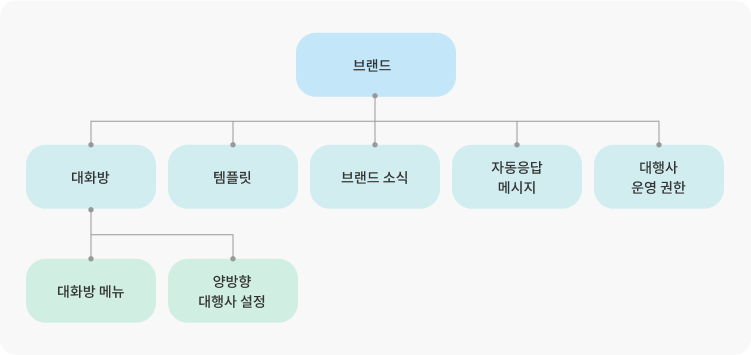 브랜드
대화방
템플릿
브랜드 소식
자동응답
메시지
대행사
운영 권한
대화방 메뉴
양방향
대행사 설정